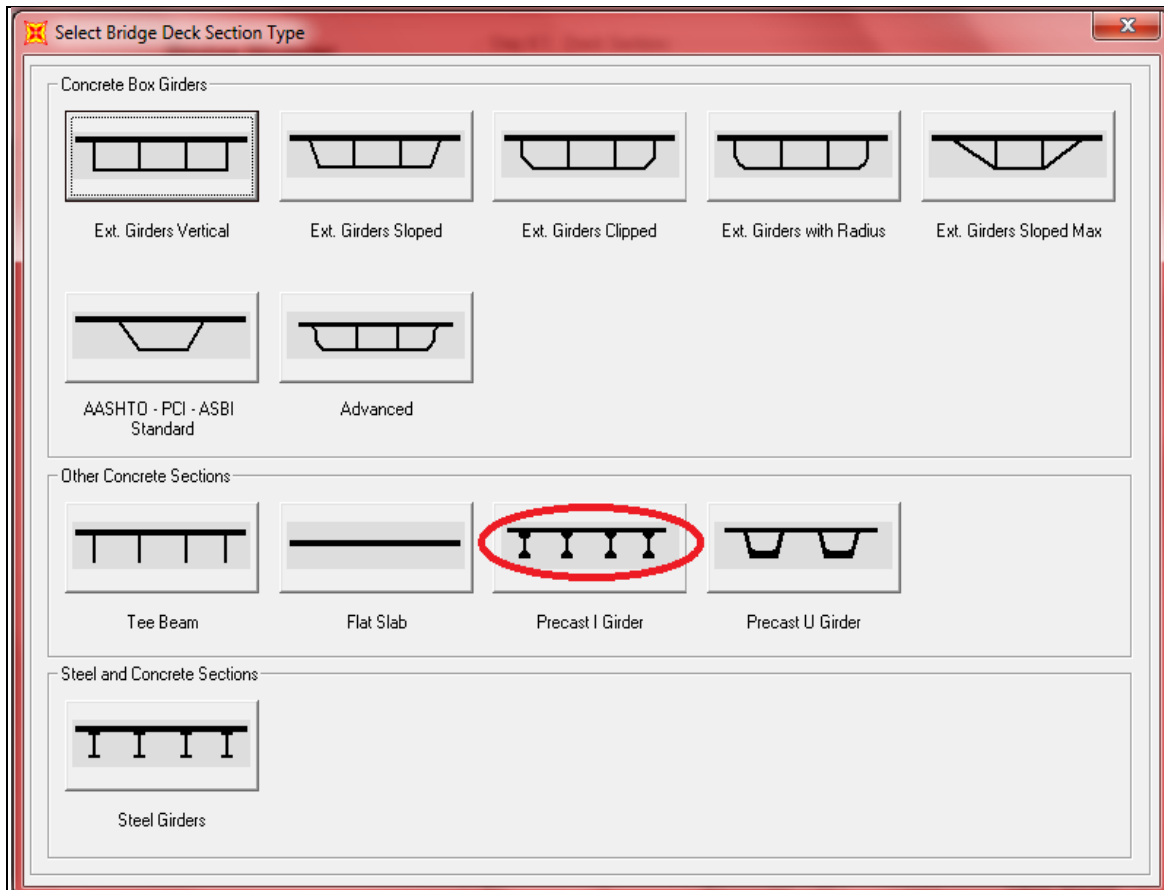 Select Bridge Deck Section Type
Concrete Box Girders
Ext. Girders Vertical
Ext. Girders Sloped
Ext. Girders Clipped
Ext. Girders with Radius
Ext. Girders Sloped Max
AASHTO - PCI - ASBI
Standard
Advanced
Other Concrete Sections
Tee Beam
Flat Slab
Precast I Girder
Precast U Girder
Steel and Concrete Sections
Steel Girders